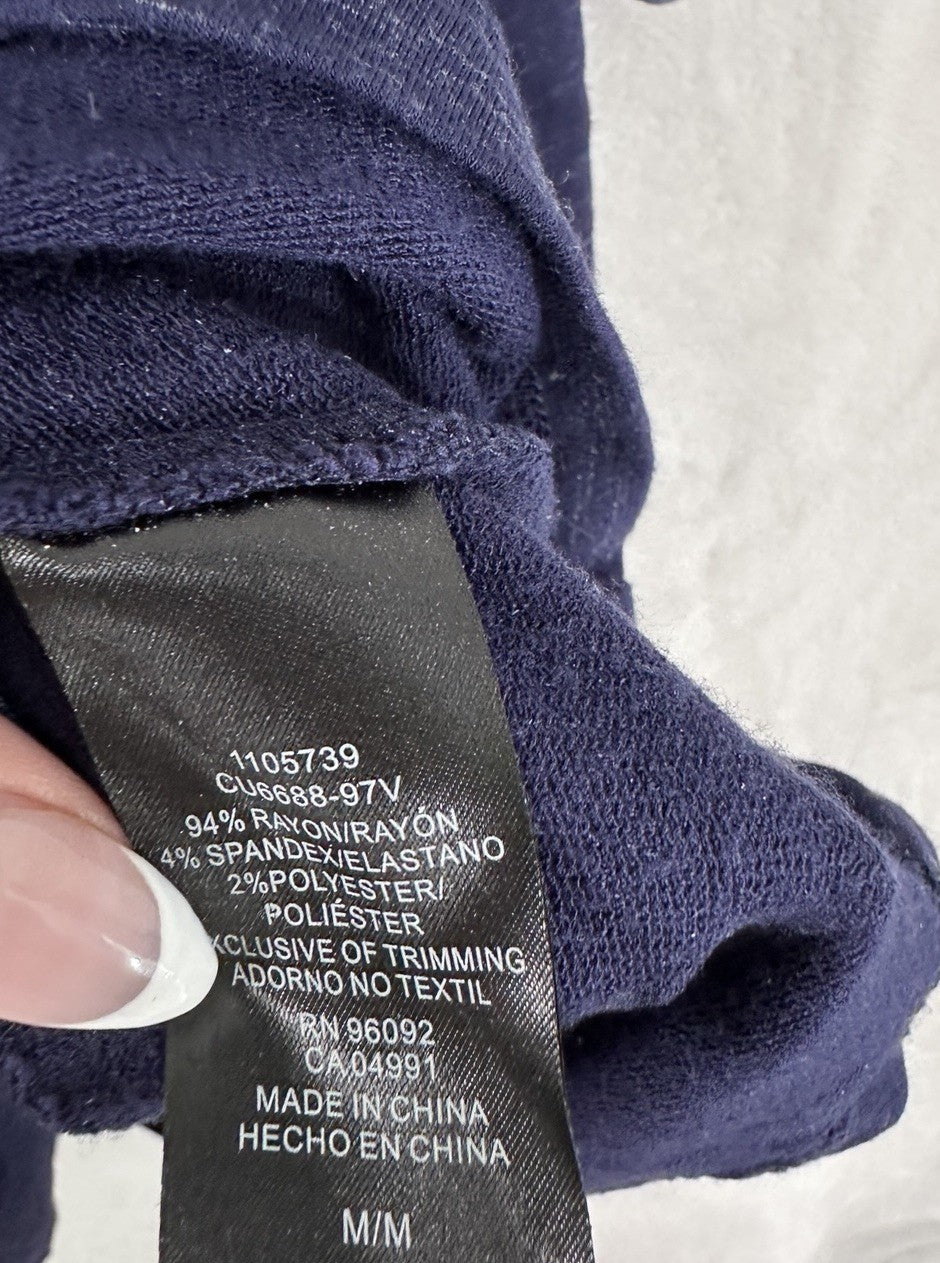 1105739
CU6688-97V
94% RAYON/RAYÓN
4% SPANDEX/ELASTANO
2%POLYESTER/
POLIÉSTER
XCLUSIVE OF TRIMMING
ADORNO NO TEXTIL
RN 96092
CA 04991
MADE IN CHINA
HECHO EN CHINA
M/M